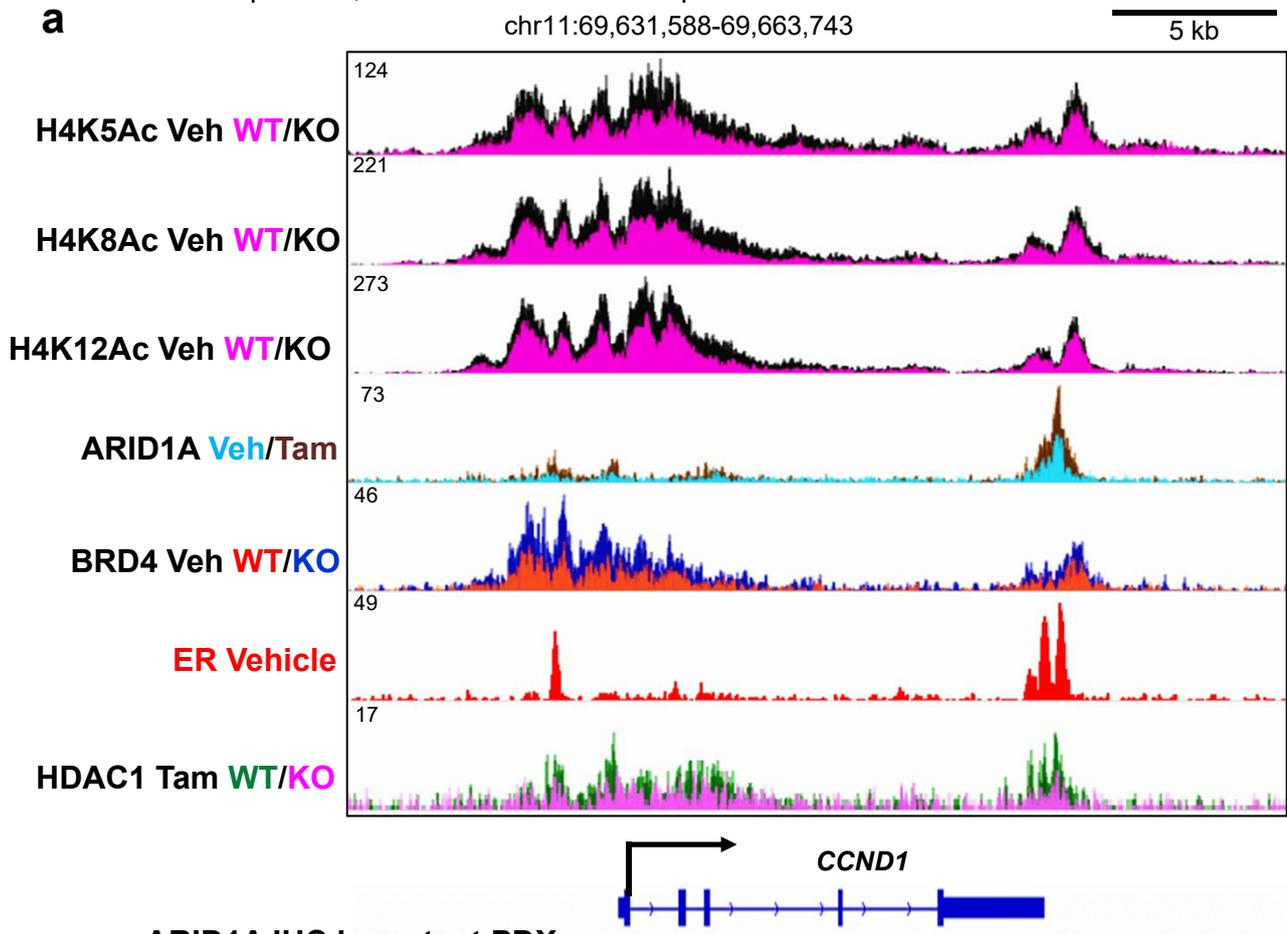 a
chr11:69,631,588-69,663,743
5 kb
124
H4K5Ac Veh WT/KO
221
H4K8Ac Veh WT/KO
273
H4K12Ac Veh WT/KO
73
ARID1A Veh/Tam
46
BRD4 Veh WT/KO
49
ER Vehicle
17
HDAC1 Tam WT/KO
CCND1